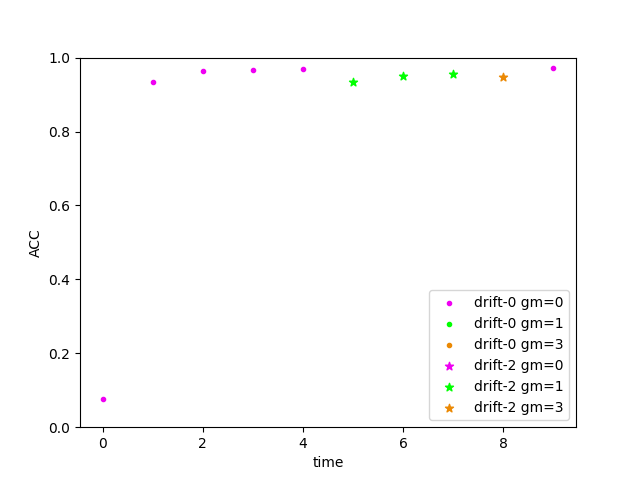 1.0
0.8
0.6
0.4
0.2
0.0
ACC
0 2 4 6 8
time
drift-0 gm=0
drift-0 gm=1
drift-0 gm=3
drift-2 gm=0
drift-2 gm=1
drift-2 gm=3